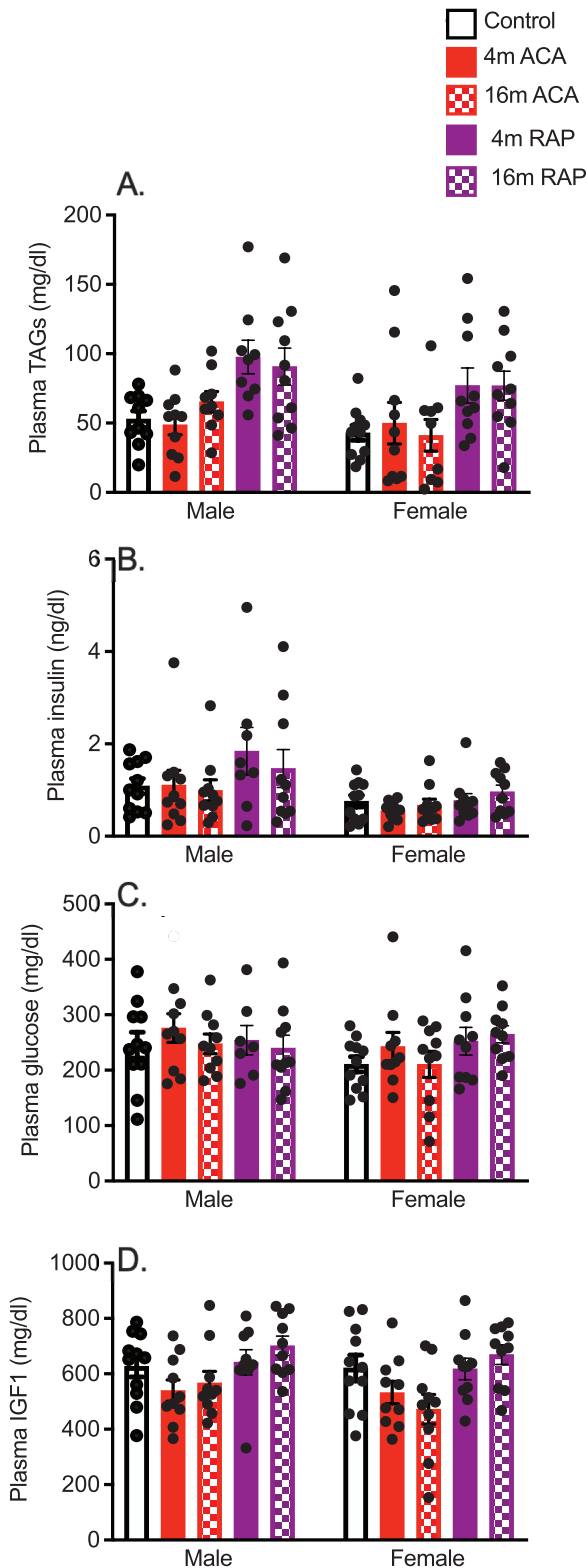 Control
4m ACA
16m ACA
4m RAP
16m RAP
A.
Plasma TAGs (mg/dl)
200
150
100
50
0
Male
Female
B.
Plasma insulin (ng/dl)
6
4
2
0
Male
Female
C.
Plasma glucose (mg/dl)
500
400
300
200
100
0
Male
Female
D.
Plasma IGF1 (mg/dl)
1000
800
600
400
200
0
Male
Female